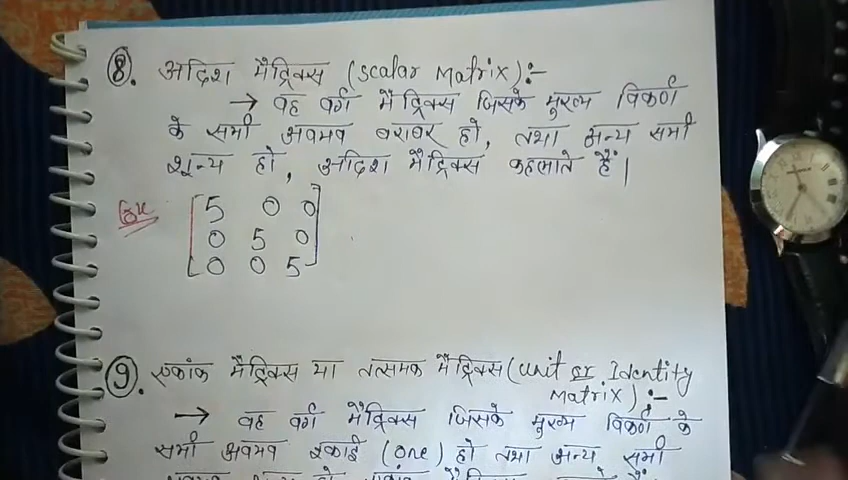 8. अदिश मैट्रिक्स (Scalar Matrix):-
→ वह वर्ग मैट्रिक्स जिसके मुख्य विकर्ण
के सभी अवयव बराबर हो, तथा अन्य सभी
शून्य हो, अदिश मैट्रिक्स कहलाते हैं।
Ex
5 0 0
0 5 0
0 0 5
9. एकांक मैट्रिक्स या तत्समक मैट्रिक्स (unit or Identity
Matrix):-
→ वह वर्ग मैट्रिक्स जिसके मुख्य विकर्ण के
सभी अवयव इकाई (one) हो तथा अन्य सभी